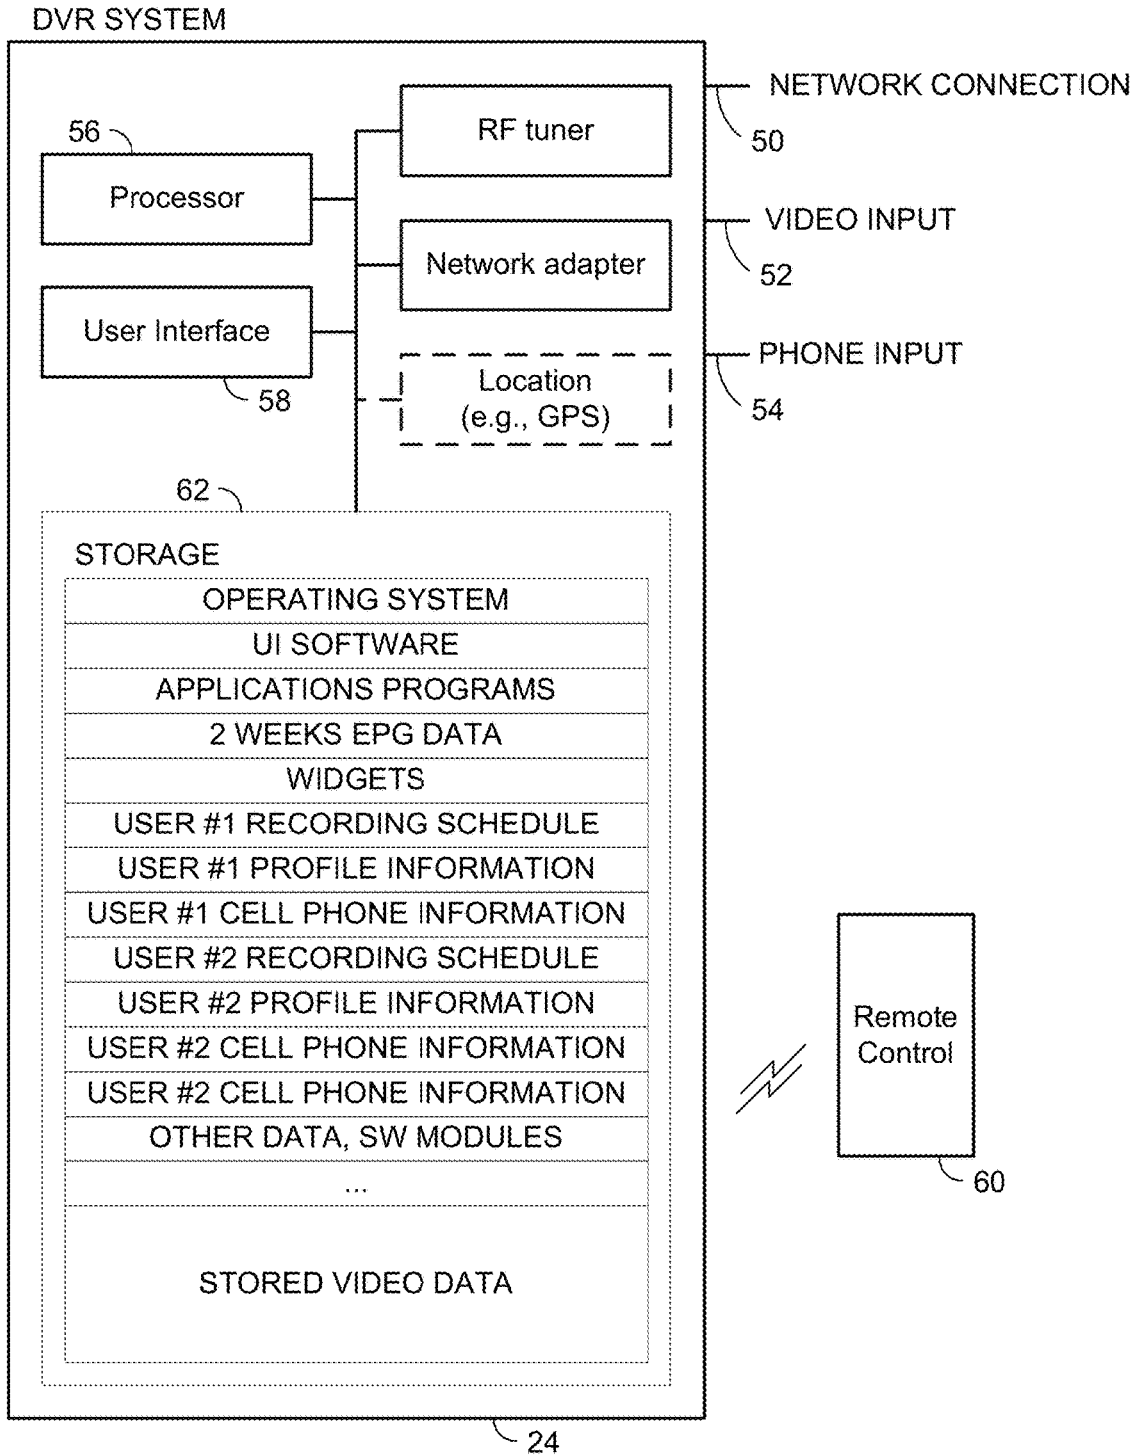 DVR SYSTEM
NETWORK CONNECTION
50
56
RF tuner
Processor
VIDEO INPUT
52
Network adapter
User Interface
58
PHONE INPUT
54
Location
(e.g., GPS)
62
STORAGE
OPERATING SYSTEM
UI SOFTWARE
APPLICATIONS PROGRAMS
2 WEEKS EPG DATA
WIDGETS
USER #1 RECORDING SCHEDULE
USER #1 PROFILE INFORMATION
USER #1 CELL PHONE INFORMATION
USER #2 RECORDING SCHEDULE
USER #2 PROFILE INFORMATION
USER #2 CELL PHONE INFORMATION
USER #2 CELL PHONE INFORMATION
OTHER DATA, SW MODULES
...
STORED VIDEO DATA
Remote
Control
60
24